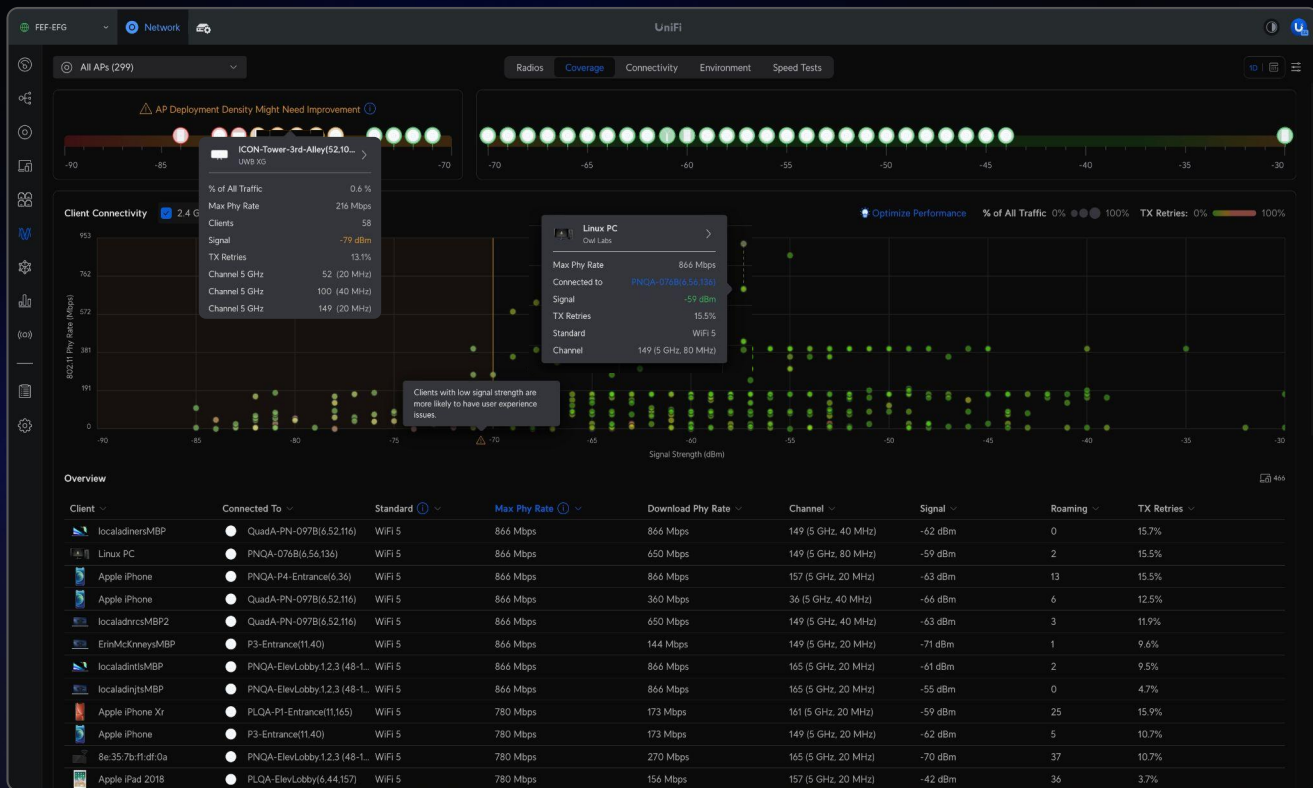 FEF-EFG
Network
UniFi
All APs (299)
Radios
Coverage
Connectivity
Environment
Speed Tests
1D
AP Deployment Density Might Need Improvement
-90 -85 -70
-70 -65 -60 -55 -50 -45 -40 -35 -30
ICON-Tower-3rd-Alley(52,10...
UWB XG
% of All Traffic 0.6 %
Max Phy Rate 216 Mbps
Clients 58
Signal -79 dBm
TX Retries 13.1%
Channel 5 GHz 52 (20 MHz)
Channel 5 GHz 100 (40 MHz)
Channel 5 GHz 149 (20 MHz)
Client Connectivity 2.4 G
Optimize Performance % of All Traffic 0% 100% TX Retries: 0% 100%
Linux PC
Owl Labs
Max Phy Rate 866 Mbps
Connected to PNQA-076B(6,56,136)
Signal -59 dBm
TX Retries 15.5%
Standard WiFi 5
Channel 149 (5 GHz, 80 MHz)
802.11 Phy Rate (Mbps)
953
762
572
381
191
0
Clients with low signal strength are
more likely to have user experience
issues.
-90 -85 -80 -75 -70 -65 -60 -55 -50 -45 -40 -35 -30
Signal Strength (dBm)
Overview 466
Client Connected To Standard Max Phy Rate Download Phy Rate Channel Signal Roaming TX Retries
localadinersMBP QuadA-PN-097B(6,52,116) WiFi 5 866 Mbps 866 Mbps 149 (5 GHz, 40 MHz) -62 dBm 0 15.7%
Linux PC PNQA-076B(6,56,136) WiFi 5 866 Mbps 650 Mbps 149 (5 GHz, 80 MHz) -59 dBm 2 15.5%
Apple iPhone PNQA-P4-Entrance(6,36) WiFi 5 866 Mbps 866 Mbps 157 (5 GHz, 20 MHz) -63 dBm 13 15.5%
Apple iPhone QuadA-PN-097B(6,52,116) WiFi 5 866 Mbps 360 Mbps 36 (5 GHz, 40 MHz) -66 dBm 6 12.5%
localadnrcsMBP2 QuadA-PN-097B(6,52,116) WiFi 5 866 Mbps 650 Mbps 149 (5 GHz, 40 MHz) -63 dBm 3 11.9%
ErinMcKnneysMBP P3-Entrance(11,40) WiFi 5 866 Mbps 144 Mbps 149 (5 GHz, 20 MHz) -71 dBm 1 9.6%
localadintlsMBP PNQA-ElevLobby.1,2,3 (48-1... WiFi 5 866 Mbps 866 Mbps 165 (5 GHz, 20 MHz) -61 dBm 2 9.5%
localadinjtsMBP PNQA-ElevLobby.1,2,3 (48-1... WiFi 5 866 Mbps 866 Mbps 165 (5 GHz, 20 MHz) -55 dBm 0 4.7%
Apple iPhone Xr PLQA-P1-Entrance(11,165) WiFi 5 780 Mbps 173 Mbps 161 (5 GHz, 20 MHz) -59 dBm 25 15.9%
Apple iPhone P3-Entrance(11,40) WiFi 5 780 Mbps 173 Mbps 149 (5 GHz, 20 MHz) -62 dBm 5 10.7%
8e:35:7b:f1:df:0a PNQA-ElevLobby.1,2,3 (48-1... WiFi 5 780 Mbps 270 Mbps 165 (5 GHz, 20 MHz) -70 dBm 37 10.7%
Apple iPad 2018 PLQA-ElevLobby(6,44,157) WiFi 5 780 Mbps 156 Mbps 157 (5 GHz, 20 MHz) -42 dBm 36 3.7%